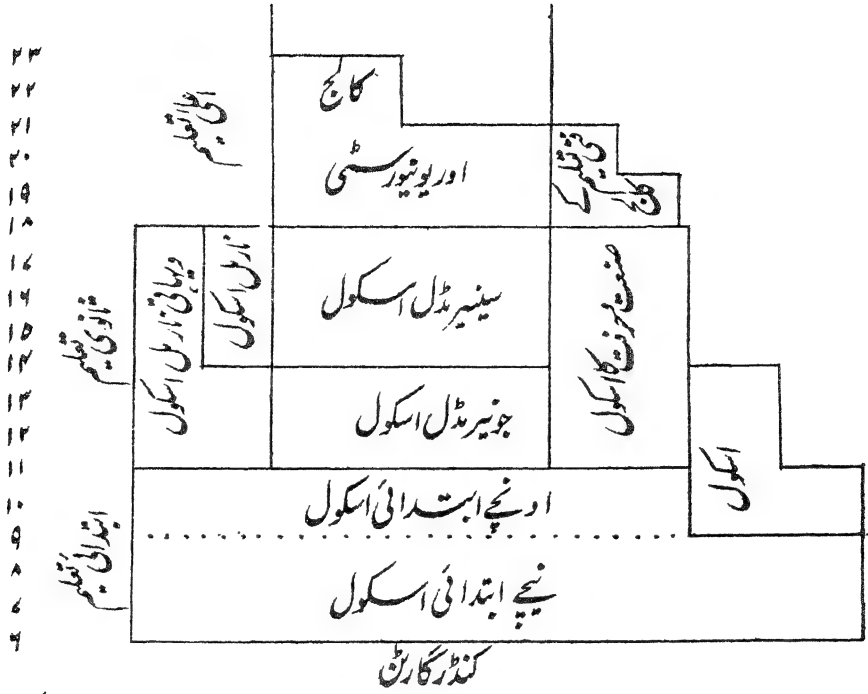 ۲۳
۲۲
۲۱
۲۰
۱۹
۱۸
۱۷
۱۶
۱۵
۱۴
۱۳
۱۲
۱۱
۱۰
۹
۸
۷
۶
اعلیٰ تعلیم
ثانوی تعلیم
ابتدائی تعلیم
کالج
اور یونیورسٹی
فنی تعلیم کے
کالج
دیہاتی نارمل اسکول
نارمل اسکول
سینیر مڈل اسکول
صنعت و حرفت کا اسکول
جونیر مڈل اسکول
اسکول
اونچے ابتدائی اسکول
نیچے ابتدائی اسکول
کنڈرگارٹن